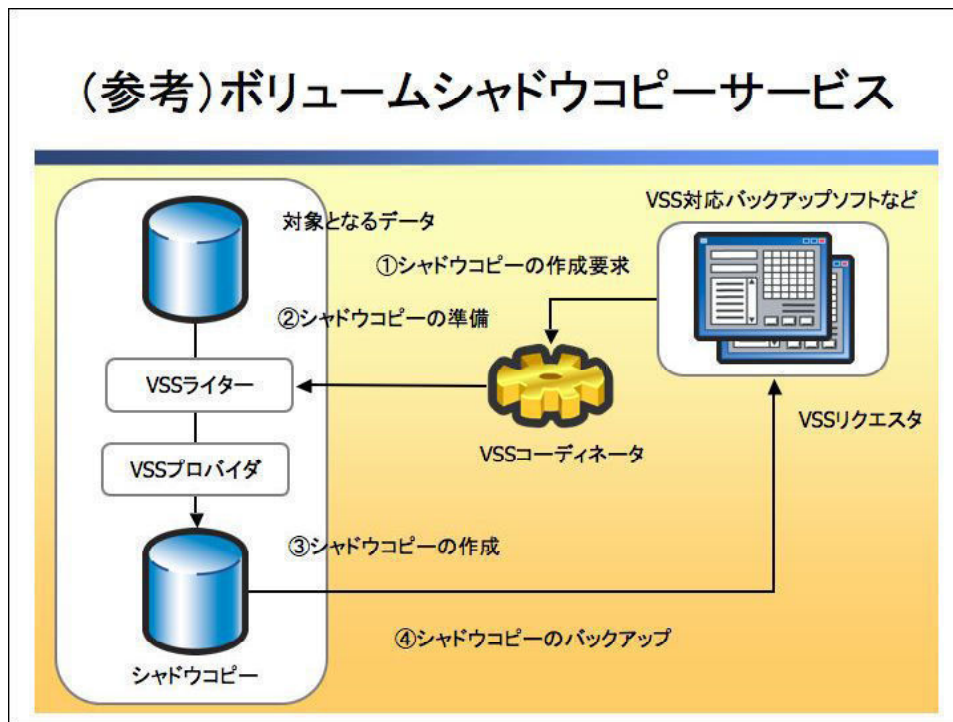 (参考)ボリュームシャドウコピーサービス
対象となるデータ
VSS対応バックアップソフトなど
①シャドウコピーの作成要求
②シャドウコピーの準備
VSSライター
VSSコーディネータ
VSSリクエスタ
VSSプロバイダ
③シャドウコピーの作成
④シャドウコピーのバックアップ
シャドウコピー